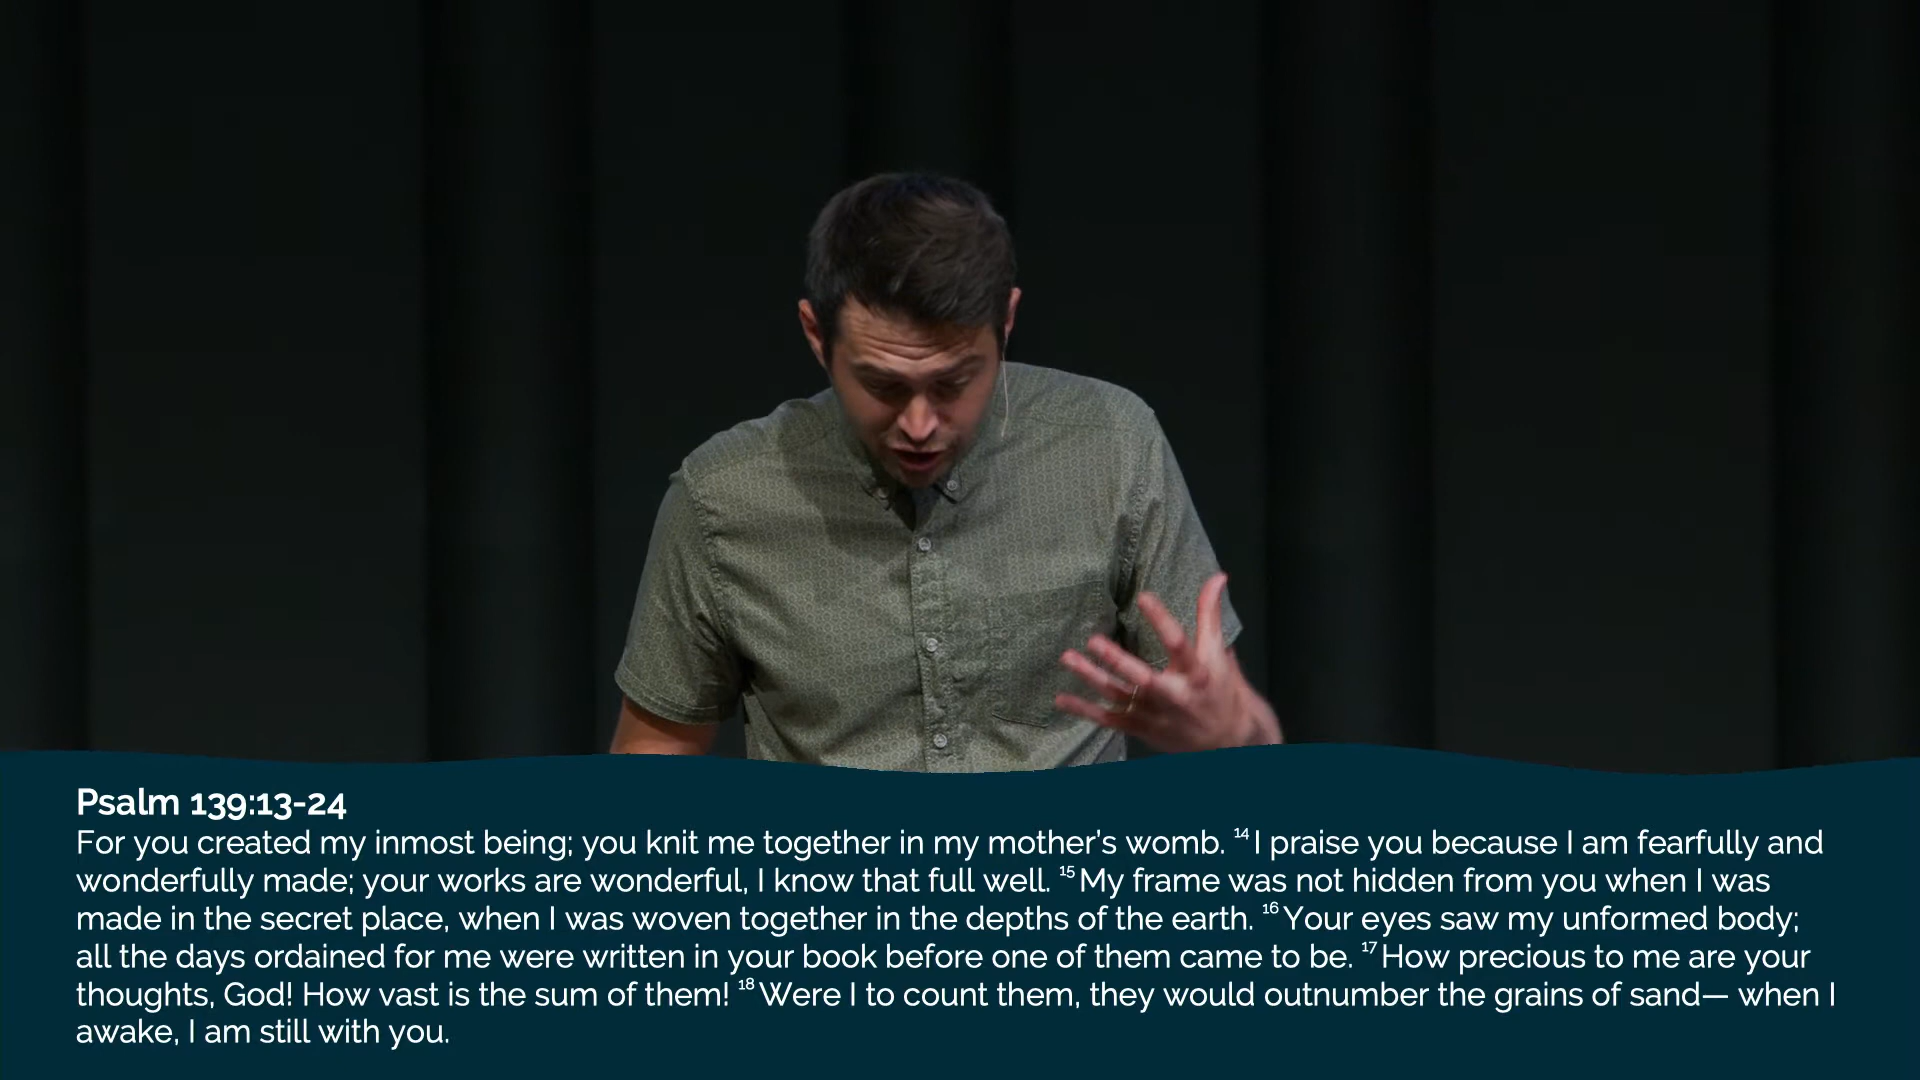 Psalm 139:13-24
For you created my inmost being; you knit me together in my mother's womb. 14 I praise you because I am fearfully and
wonderfully made; your works are wonderful, I know that full well. 15 My frame was not hidden from you when I was
made in the secret place, when I was woven together in the depths of the earth. 16 Your eyes saw my unformed body;
all the days ordained for me were written in your book before one of them came to be. 17 How precious to me are your
thoughts, God! How vast is the sum of them! 18 Were I to count them, they would outnumber the grains of sand— when I
awake, I am still with you.